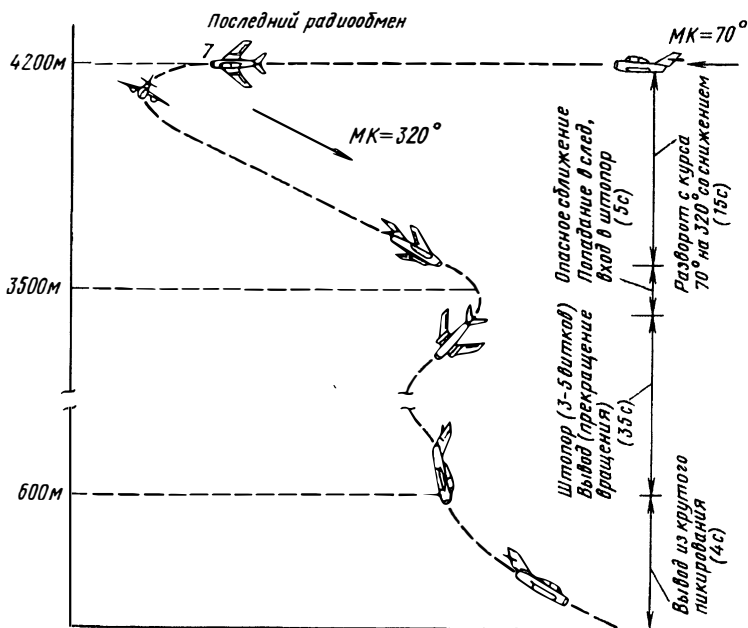 Последний радиообмен
7
МК=70°
4200м
МК=320°
Опасное сближение
Попадание в след,
вход в штопор
(5с)
Разворот с курса
70° на 320° со снижением
(15с)
3500м
Штопор (3-5 витков)
Вывод (прекращение
вращения)
(35с)
600м
Вывод из крутого
пикирования
(4с)